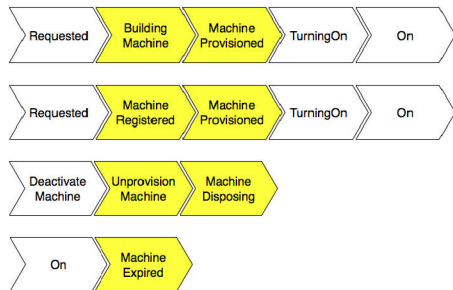 Requested
Building
Machine
Machine
Provisioned
TurningOn
On
Requested
Machine
Registered
Machine
Provisioned
TurningOn
On
Deactivate
Machine
Unprovision
Machine
Machine
Disposing
On
Machine
Expired